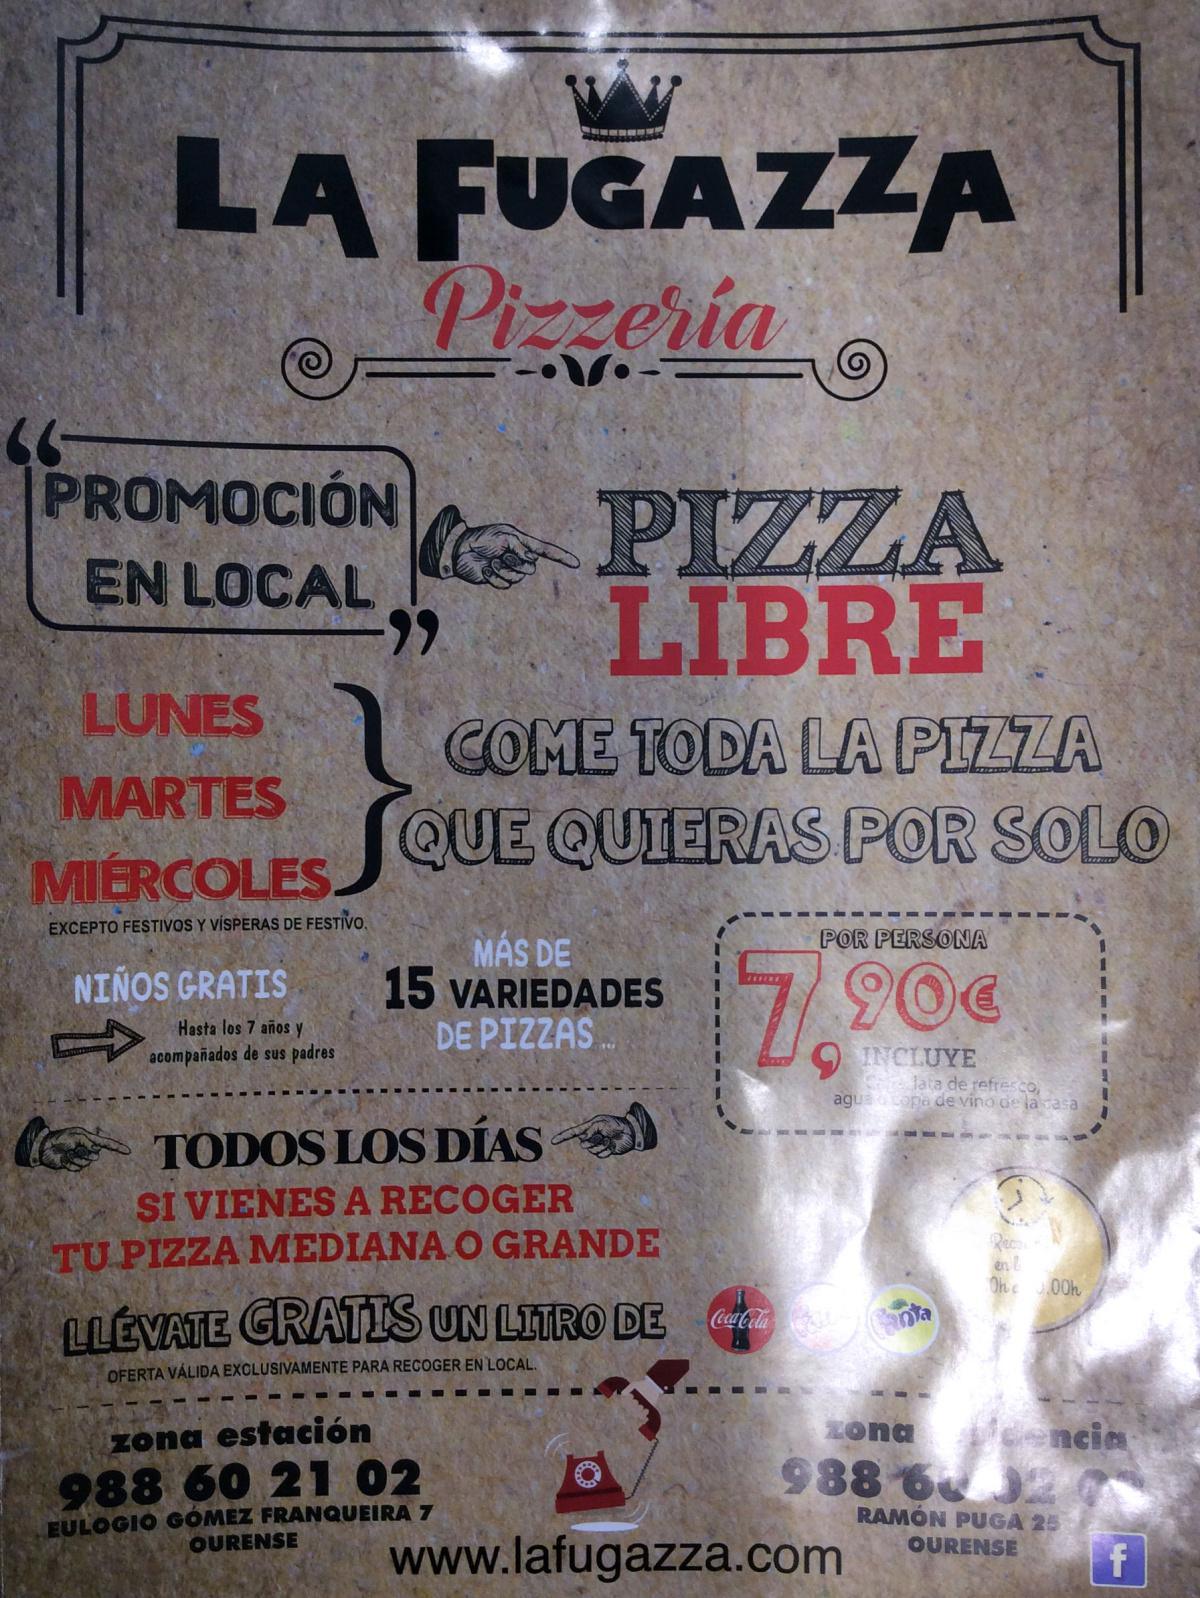 LA FUGAZZA
Pizzería
“PROMOCIÓN
EN LOCAL”
PIZZA
LIBRE
LUNES
MARTES
MIÉRCOLES
EXCEPTO FESTIVOS Y VÍSPERAS DE FESTIVO.
COME TODA LA PIZZA
QUE QUIERAS POR SOLO
NIÑOS GRATIS
Hasta los 7 años y
acompañados de sus padres
MÁS DE
15 VARIEDADES
DE PIZZAS ...
POR PERSONA
7,90€
INCLUYE
lata de refresco,
agua o copa de vino de la casa
TODOS LOS DÍAS
SI VIENES A RECOGER
TU PIZZA MEDIANA O GRANDE
LLÉVATE GRATIS UN LITRO DE
Coca-Cola
Fanta
OFERTA VÁLIDA EXCLUSIVAMENTE PARA RECOGER EN LOCAL.
zona estación
988 60 21 02
EULOGIO GÓMEZ FRANQUEIRA 7
OURENSE
zona
988
RAMÓN PUGA 25
OURENSE
www.lafugazza.com
f